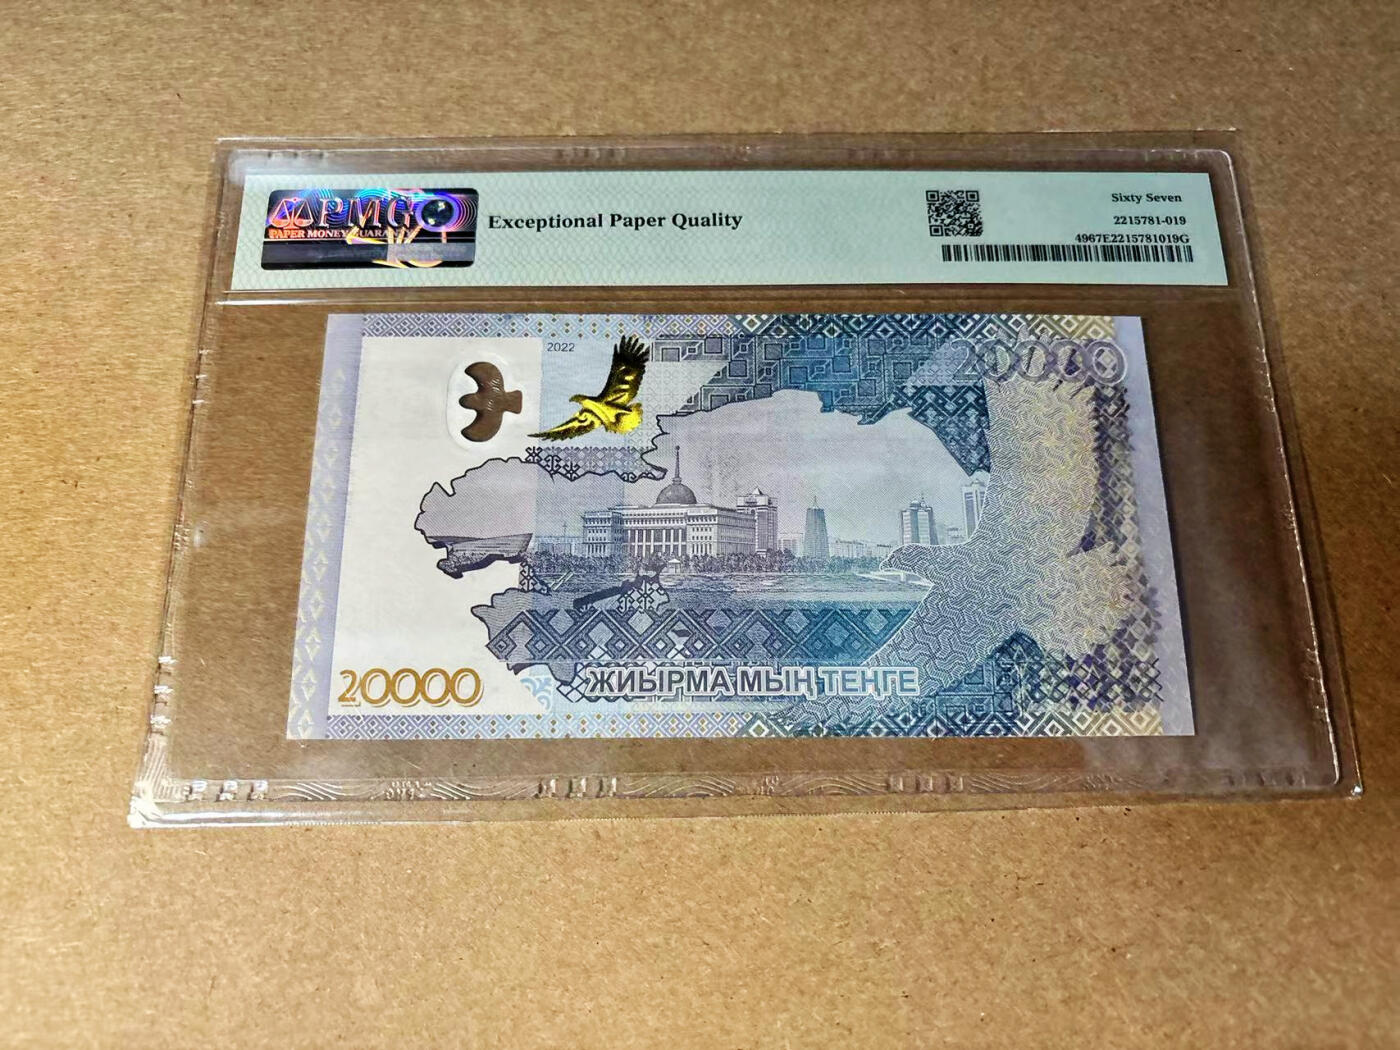 PMG
PAPER MONEY GUARANTY
Exceptional Paper Quality
Sixty Seven
2215781-019
4967E2215781019G
2022
20000
20000
ЖИЫРМА МЫҢ ТЕҢГЕ